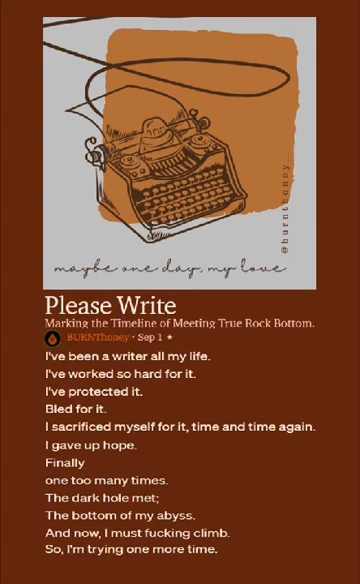 @burnthoney.
maybe one day, my love
Please Write
Marking the Timeline of Meeting True Rock Bottom.
BURNThoney • Sep 1 ★
I've been a writer all my life.
I've worked so hard for it.
I've protected it.
Bled for it.
I sacrificed myself for it, time and time again.
I gave up hope.
Finally
one too many times.
The dark hole met;
The bottom of my abyss.
And now, I must fucking climb.
So, I'm trying one more time.